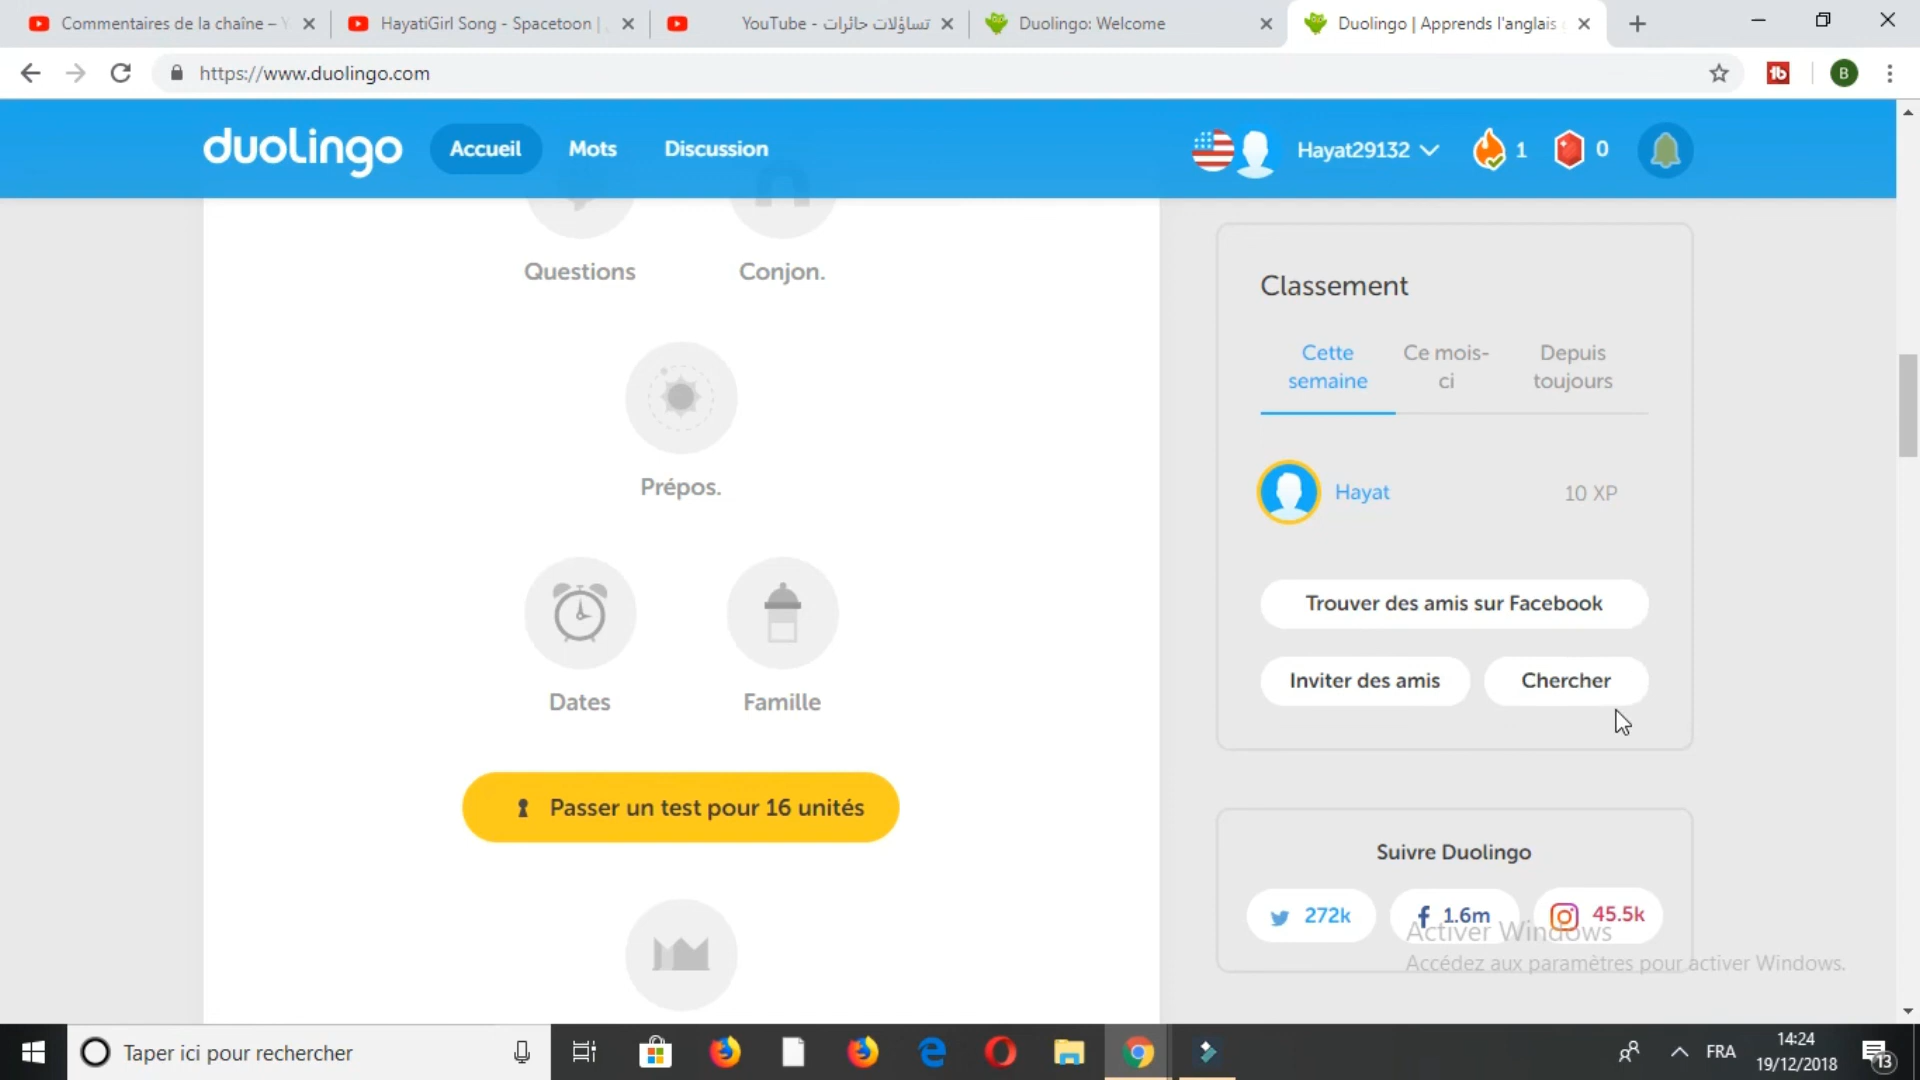 Commentaires de la chaîne –
HayatiGirl Song - Spacetoon |
YouTube - تساؤلات حائرات
Duolingo: Welcome
Duolingo | Apprends l'anglais
https://www.duolingo.com
B
duolingo
Accueil
Mots
Discussion
Hayat29132
1
0
Questions
Conjon.
Prépos.
Dates
Famille
Passer un test pour 16 unités
Classement
Cette semaine
Ce mois-ci
Depuis toujours
Hayat
10 XP
Trouver des amis sur Facebook
Inviter des amis
Chercher
Suivre Duolingo
272k
1.6m
45.5k
Activer Windows
Accédez aux paramètres pour activer Windows.
Taper ici pour rechercher
FRA
14:24
19/12/2018
13